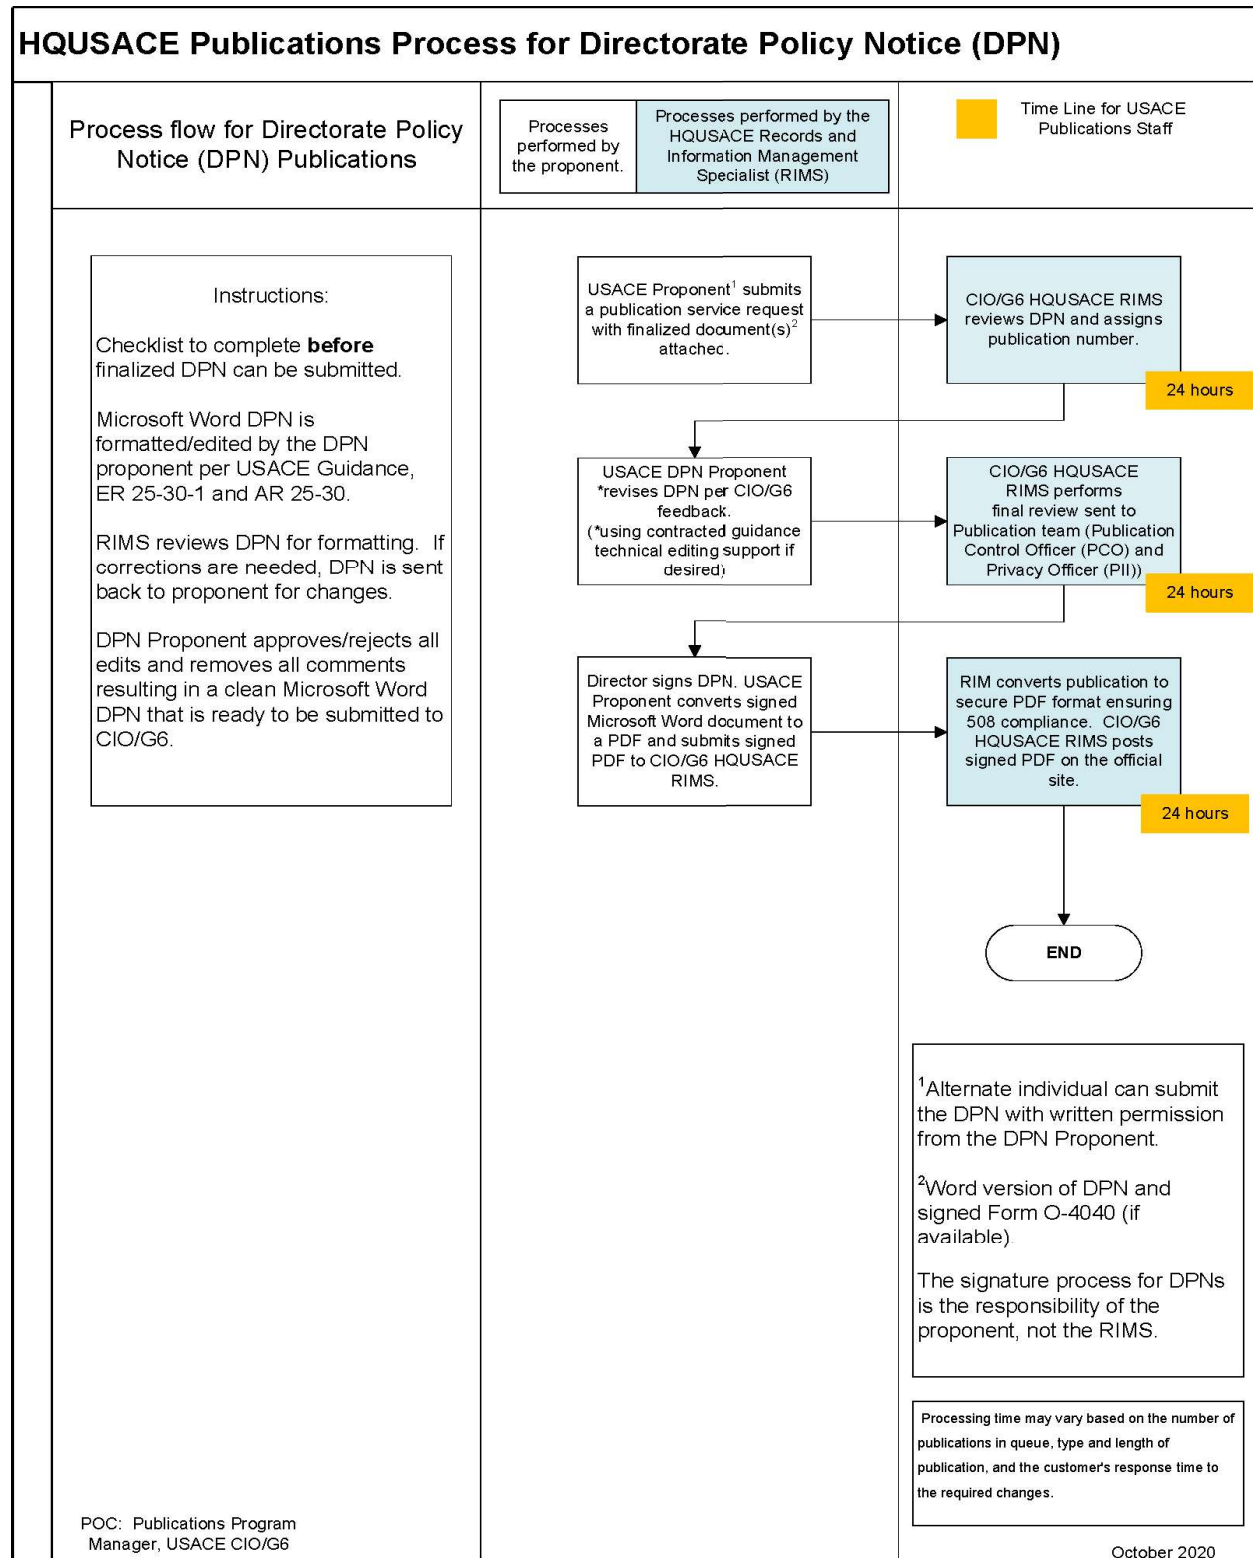 HQUSACE Publications Process for Directorate Policy Notice (DPN)
Process flow for Directorate Policy
Notice (DPN) Publications
Processes
performed by
the proponent.
Processes performed by the
HQUSACE Records and
Information Management
Specialist (RIMS)
Time Line for USACE
Publications Staff
Instructions:
Checklist to complete before
finalized DPN can be submitted.
Microsoft Word DPN is
formatted/edited by the DPN
proponent per USACE Guidance,
ER 25-30-1 and AR 25-30.
RIMS reviews DPN for formatting. If
corrections are needed, DPN is sent
back to proponent for changes.
DPN Proponent approves/rejects all
edits and removes all comments
resulting in a clean Microsoft Word
DPN that is ready to be submitted to
CIO/G6.
USACE Proponent¹ submits
a publication service request
with finalized document(s)²
attached.
CIO/G6 HQUSACE RIMS
reviews DPN and assigns
publication number.
24 hours
USACE DPN Proponent
*revises DPN per CIO/G6
feedback.
(*using contracted guidance
technical editing support if
desired)
CIO/G6 HQUSACE
RIMS performs
final review sent to
Publication team (Publication
Control Officer (PCO) and
Privacy Officer (PII))
24 hours
Director signs DPN. USACE
Proponent converts signed
Microsoft Word document to
a PDF and submits signed
PDF to CIO/G6 HQUSACE
RIMS.
RIM converts publication to
secure PDF format ensuring
508 compliance. CIO/G6
HQUSACE RIMS posts
signed PDF on the official
site.
24 hours
END
¹Alternate individual can submit
the DPN with written permission
from the DPN Proponent.
²Word version of DPN and
signed Form O-4040 (if
available).
The signature process for DPNs
is the responsibility of the
proponent, not the RIMS.
Processing time may vary based on the number of
publications in queue, type and length of
publication, and the customer's response time to
the required changes.
POC: Publications Program
Manager, USACE CIO/G6
October 2020